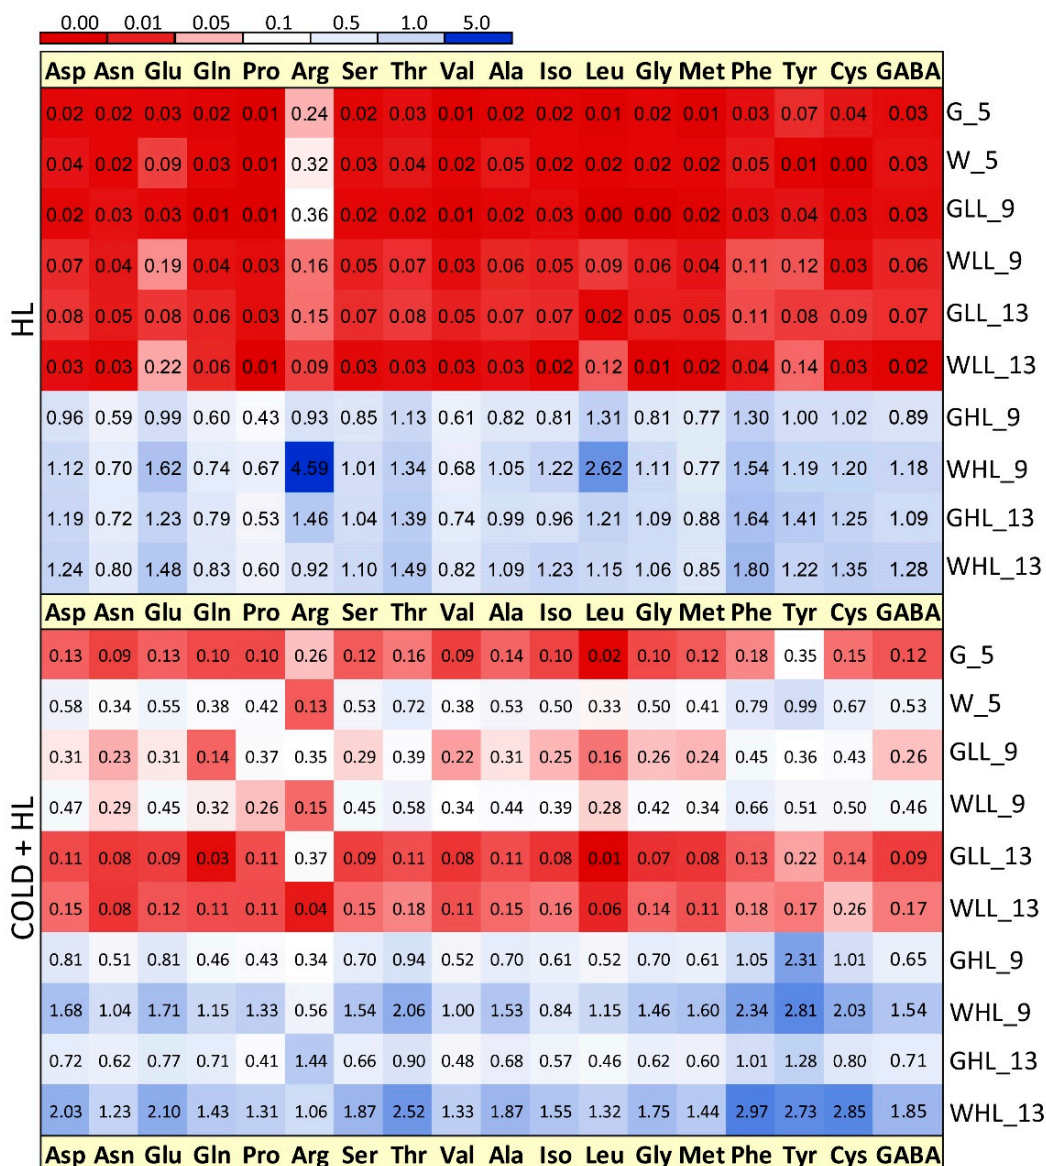 0.00 0.01 0.05 0.1 0.5 1.0 5.0
Asp Asn Glu Gln Pro Arg Ser Thr Val Ala Iso Leu Gly Met Phe Tyr Cys GABA
0.02 0.02 0.03 0.02 0.01 0.24 0.02 0.03 0.01 0.02 0.02 0.01 0.02 0.01 0.03 0.07 0.04 0.03 G_5
0.04 0.02 0.09 0.03 0.01 0.32 0.03 0.04 0.02 0.05 0.02 0.02 0.02 0.02 0.05 0.01 0.00 0.03 W_5
0.02 0.03 0.03 0.01 0.01 0.36 0.02 0.02 0.01 0.02 0.03 0.00 0.00 0.02 0.03 0.04 0.03 0.03 GLL_9
0.07 0.04 0.19 0.04 0.03 0.16 0.05 0.07 0.03 0.06 0.05 0.09 0.06 0.04 0.11 0.12 0.03 0.06 WLL_9
HL
0.08 0.05 0.08 0.06 0.03 0.15 0.07 0.08 0.05 0.07 0.07 0.02 0.05 0.05 0.11 0.08 0.09 0.07 GLL_13
0.03 0.03 0.22 0.06 0.01 0.09 0.03 0.03 0.03 0.03 0.02 0.12 0.01 0.02 0.04 0.14 0.03 0.02 WLL_13
0.96 0.59 0.99 0.60 0.43 0.93 0.85 1.13 0.61 0.82 0.81 1.31 0.81 0.77 1.30 1.00 1.02 0.89 GHL_9
1.12 0.70 1.62 0.74 0.67 4.59 1.01 1.34 0.68 1.05 1.22 2.62 1.11 0.77 1.54 1.19 1.20 1.18 WHL_9
1.19 0.72 1.23 0.79 0.53 1.46 1.04 1.39 0.74 0.99 0.96 1.21 1.09 0.88 1.64 1.41 1.25 1.09 GHL_13
1.24 0.80 1.48 0.83 0.60 0.92 1.10 1.49 0.82 1.09 1.23 1.15 1.06 0.85 1.80 1.22 1.35 1.28 WHL_13
Asp Asn Glu Gln Pro Arg Ser Thr Val Ala Iso Leu Gly Met Phe Tyr Cys GABA
0.13 0.09 0.13 0.10 0.10 0.26 0.12 0.16 0.09 0.14 0.10 0.02 0.10 0.12 0.18 0.35 0.15 0.12 G_5
0.58 0.34 0.55 0.38 0.42 0.13 0.53 0.72 0.38 0.53 0.50 0.33 0.50 0.41 0.79 0.99 0.67 0.53 W_5
0.31 0.23 0.31 0.14 0.37 0.35 0.29 0.39 0.22 0.31 0.25 0.16 0.26 0.24 0.45 0.36 0.43 0.26 GLL_9
0.47 0.29 0.45 0.32 0.26 0.15 0.45 0.58 0.34 0.44 0.39 0.28 0.42 0.34 0.66 0.51 0.50 0.46 WLL_9
COLD + HL
0.11 0.08 0.09 0.03 0.11 0.37 0.09 0.11 0.08 0.11 0.08 0.01 0.07 0.08 0.13 0.22 0.14 0.09 GLL_13
0.15 0.08 0.12 0.11 0.11 0.04 0.15 0.18 0.11 0.15 0.16 0.06 0.14 0.11 0.18 0.17 0.26 0.17 WLL_13
0.81 0.51 0.81 0.46 0.43 0.34 0.70 0.94 0.52 0.70 0.61 0.52 0.70 0.61 1.05 2.31 1.01 0.65 GHL_9
1.68 1.04 1.71 1.15 1.33 0.56 1.54 2.06 1.00 1.53 0.84 1.15 1.46 1.60 2.34 2.81 2.03 1.54 WHL_9
0.72 0.62 0.77 0.71 0.41 1.44 0.66 0.90 0.48 0.68 0.57 0.46 0.62 0.60 1.01 1.28 0.80 0.71 GHL_13
2.03 1.23 2.10 1.43 1.31 1.06 1.87 2.52 1.33 1.87 1.55 1.32 1.75 1.44 2.97 2.73 2.85 1.85 WHL_13
Asp Asn Glu Gln Pro Arg Ser Thr Val Ala Iso Leu Gly Met Phe Tyr Cys GABA